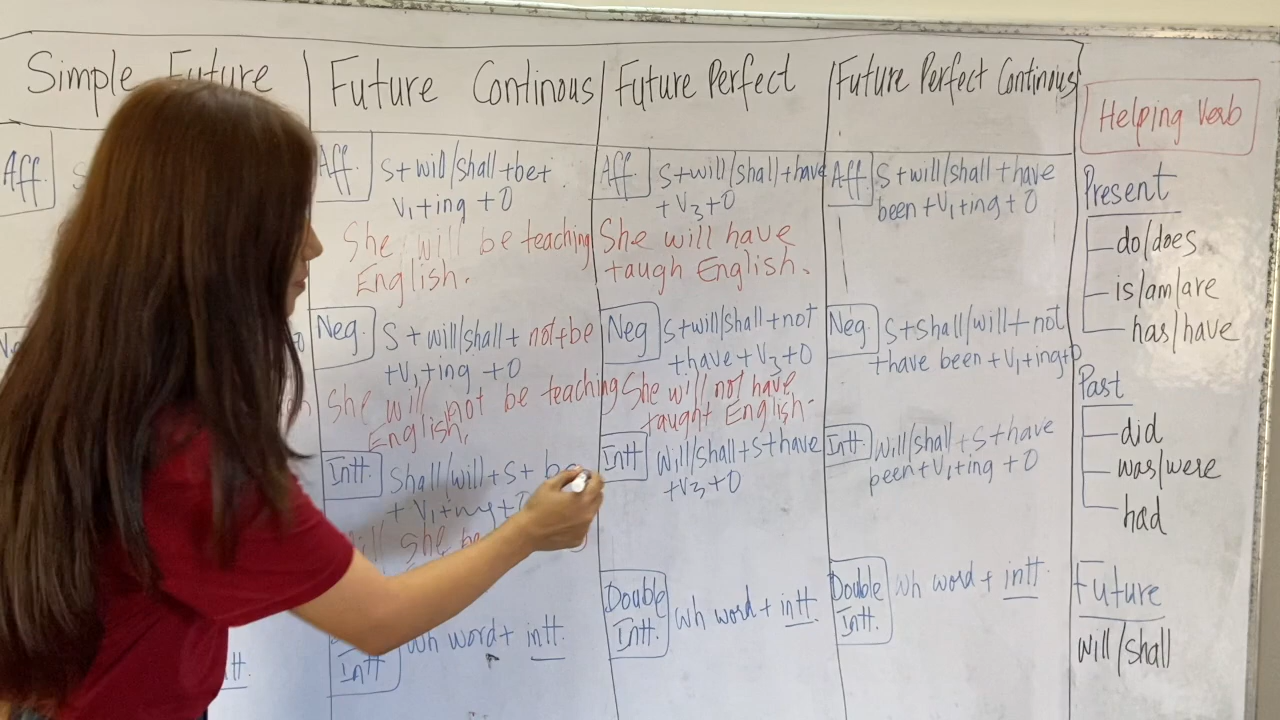 Simple Future
Aff.
Future Continous
Aff.
S+will/shall+be+
V₁+ing +O
She will be teaching
English.
Neg.
S + will/shall + not+be
+V₁+ing +O
She will not be teaching
English.
Intt.
Shall/will+S+ be
+ V₁+ing+O
she be
Intt
Wh word+ intt.
Future Perfect
Aff.
S+will/shall+have
+ V₃+O
She will have
taugh English.
Neg
S+will/shall+not
+have+V₃+O
She will not have
taught English.
Intt
Will/shall+S+have
+V₃+O
Double
Intt.
Wh word+ intt.
Future Perfect Continous
Aff.
S+will/shall+have
been+V₁+ing+O
Neg.
S+Shall/will+not
+have been+V₁+ing+O
Intt.
Will/shall+S+have
been+V₁+ing +O
Double
Intt.
Wh word+ intt.
Helping Verb
Present
do/does
is/am/are
has/have
Past
did
was/were
had
Future
will/shall